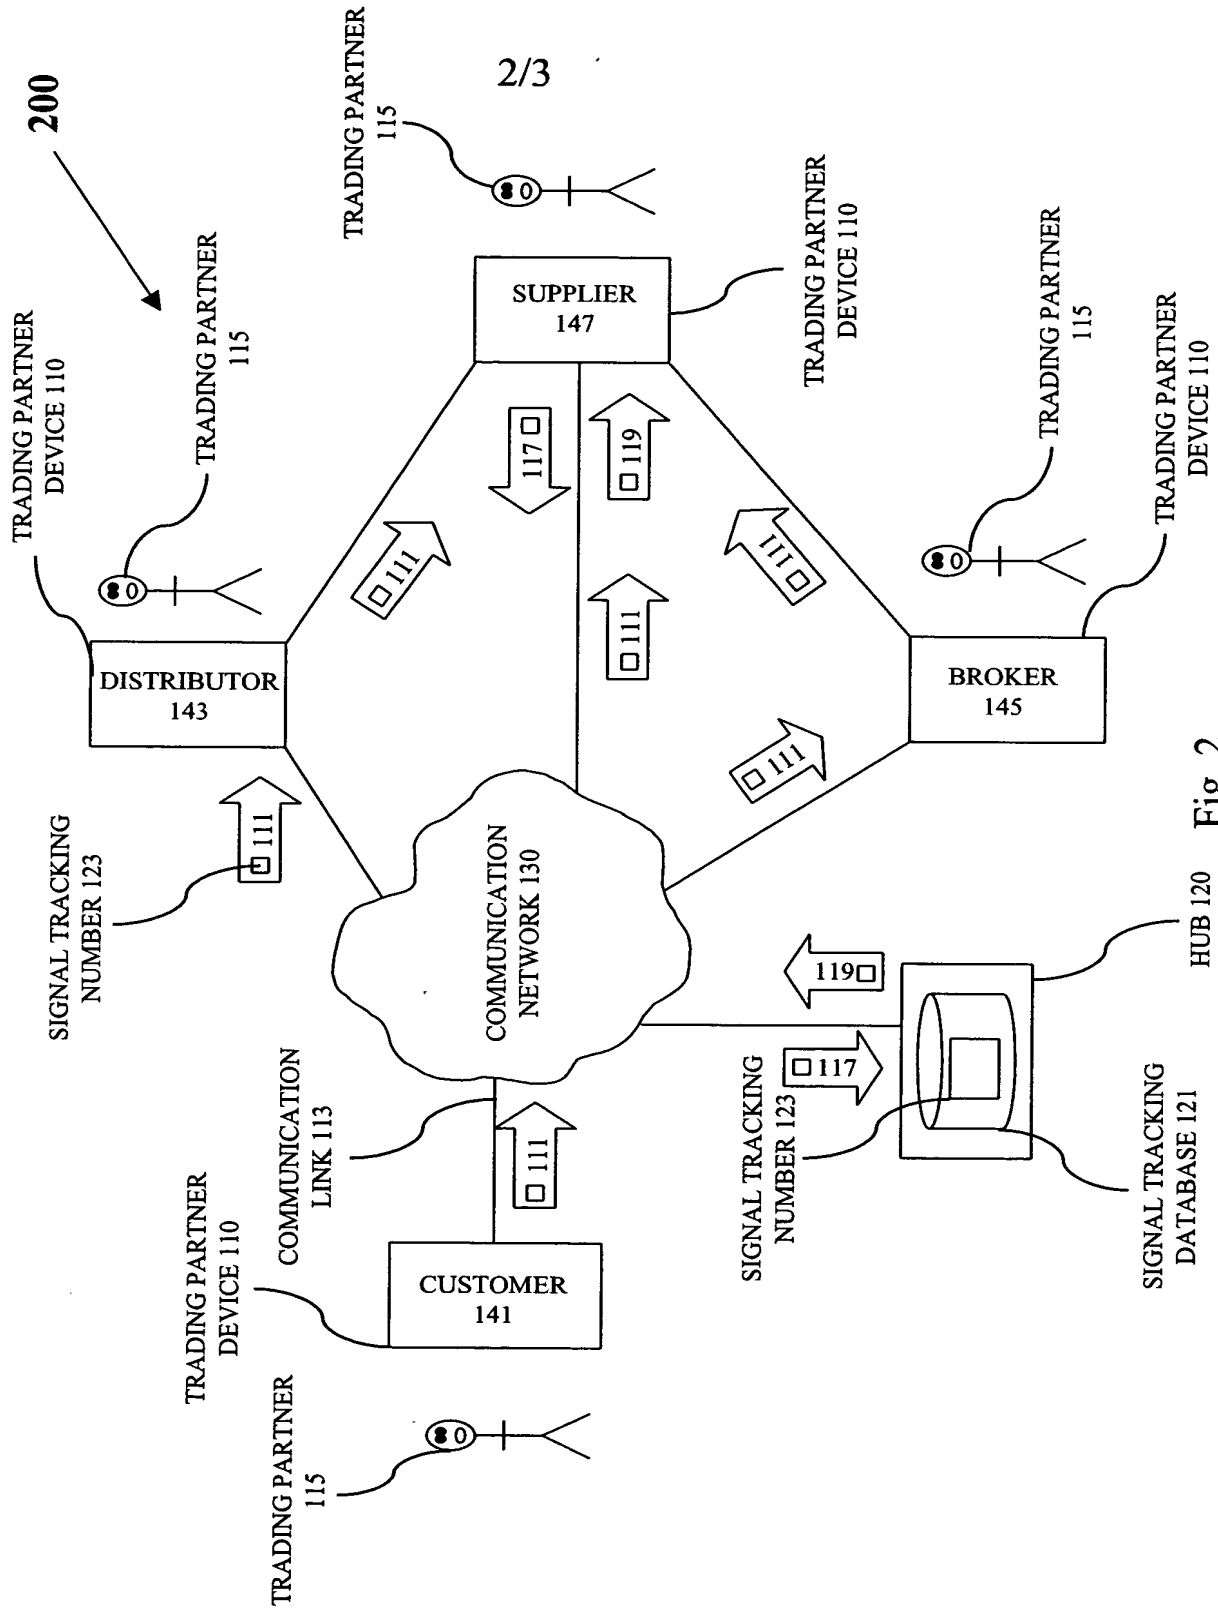 2/3
200
TRADING PARTNER
DEVICE 110
TRADING PARTNER
115
TRADING PARTNER
115
SIGNAL TRACKING
NUMBER 123
111
DISTRIBUTOR
143
111
SUPPLIER
147
TRADING PARTNER
DEVICE 110
117
119
111
111
111
TRADING PARTNER
115
BROKER
145
TRADING PARTNER
DEVICE 110
COMMUNICATION
NETWORK 130
COMMUNICATION
LINK 113
111
TRADING PARTNER
DEVICE 110
CUSTOMER
141
TRADING PARTNER
115
119
117
SIGNAL TRACKING
NUMBER 123
HUB 120
SIGNAL TRACKING
DATABASE 121
Fig. 2